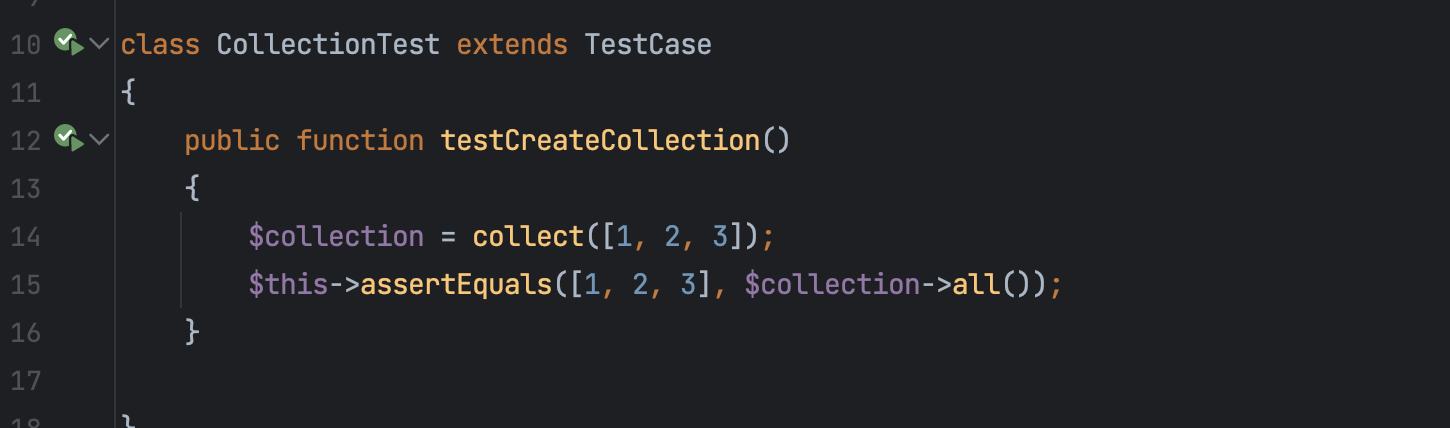 10 class CollectionTest extends TestCase
11 {
12     public function testCreateCollection()
13     {
14         $collection = collect([1, 2, 3]);
15         $this->assertEquals([1, 2, 3], $collection->all());
16     }
17
18 }